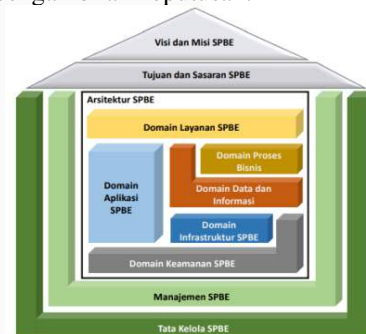 Visi dan Misi SPBE
Tujuan dan Sasaran SPBE
Arsitektur SPBE
Domain Layanan SPBE
Domain
Aplikasi
SPBE
Domain Proses
Bisnis
Domain Data dan
Informasi
Domain
Infrastruktur SPBE
Domain Keamanan SPBE
Manajemen SPBE
Tata Kelola SPBE